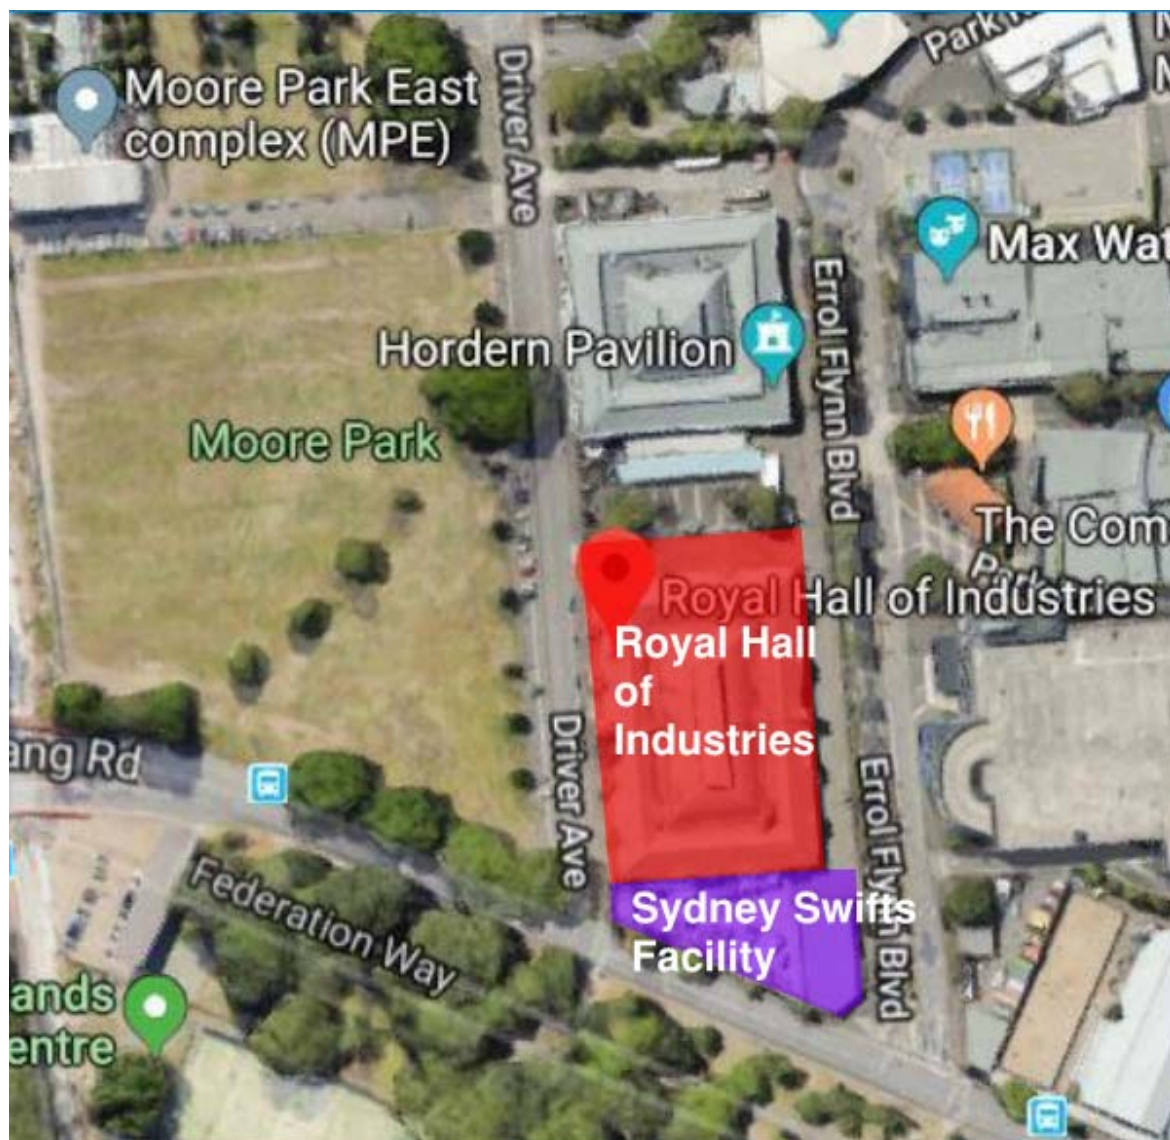 Park R
Moore Park East
complex (MPE)
Driver Ave
Max Wat
Hordern Pavilion
Errol Flynn Blvd
Moore Park
The Com
Park
Royal Hall of Industries
Royal Hall
of
Industries
ang Rd
Driver Ave
Errol Flynn Blvd
Federation Way
Sydney Swifts
Facility
ands
entre